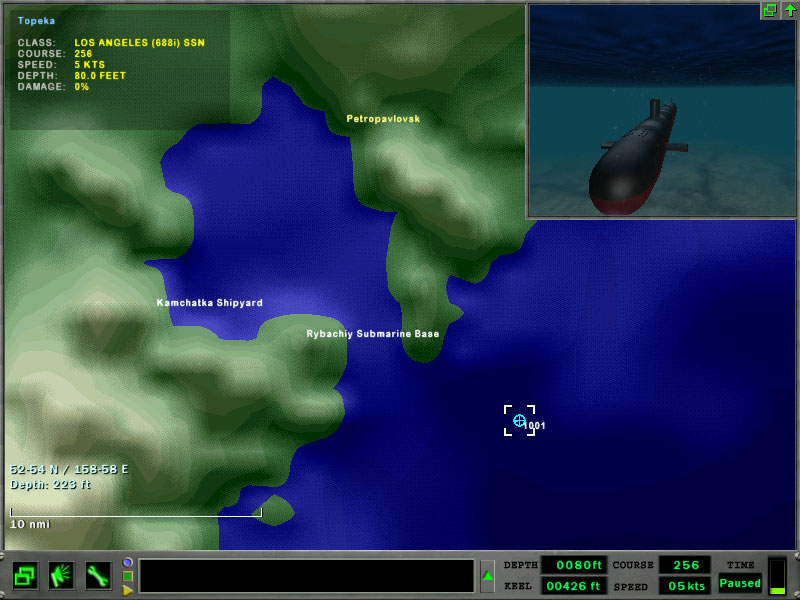 Topeka
CLASS: LOS ANGELES (688i) SSN
COURSE: 256
SPEED: 5 KTS
DEPTH: 80.0 FEET
DAMAGE: 0%
Petropavlovsk
Kamchatka Shipyard
Rybachiy Submarine Base
1001
52-54 N / 158-58 E
Depth: 223 ft
10 nmi
DEPTH 0080ft COURSE 256 TIME
KEEL 00426 ft SPEED 05kts Paused